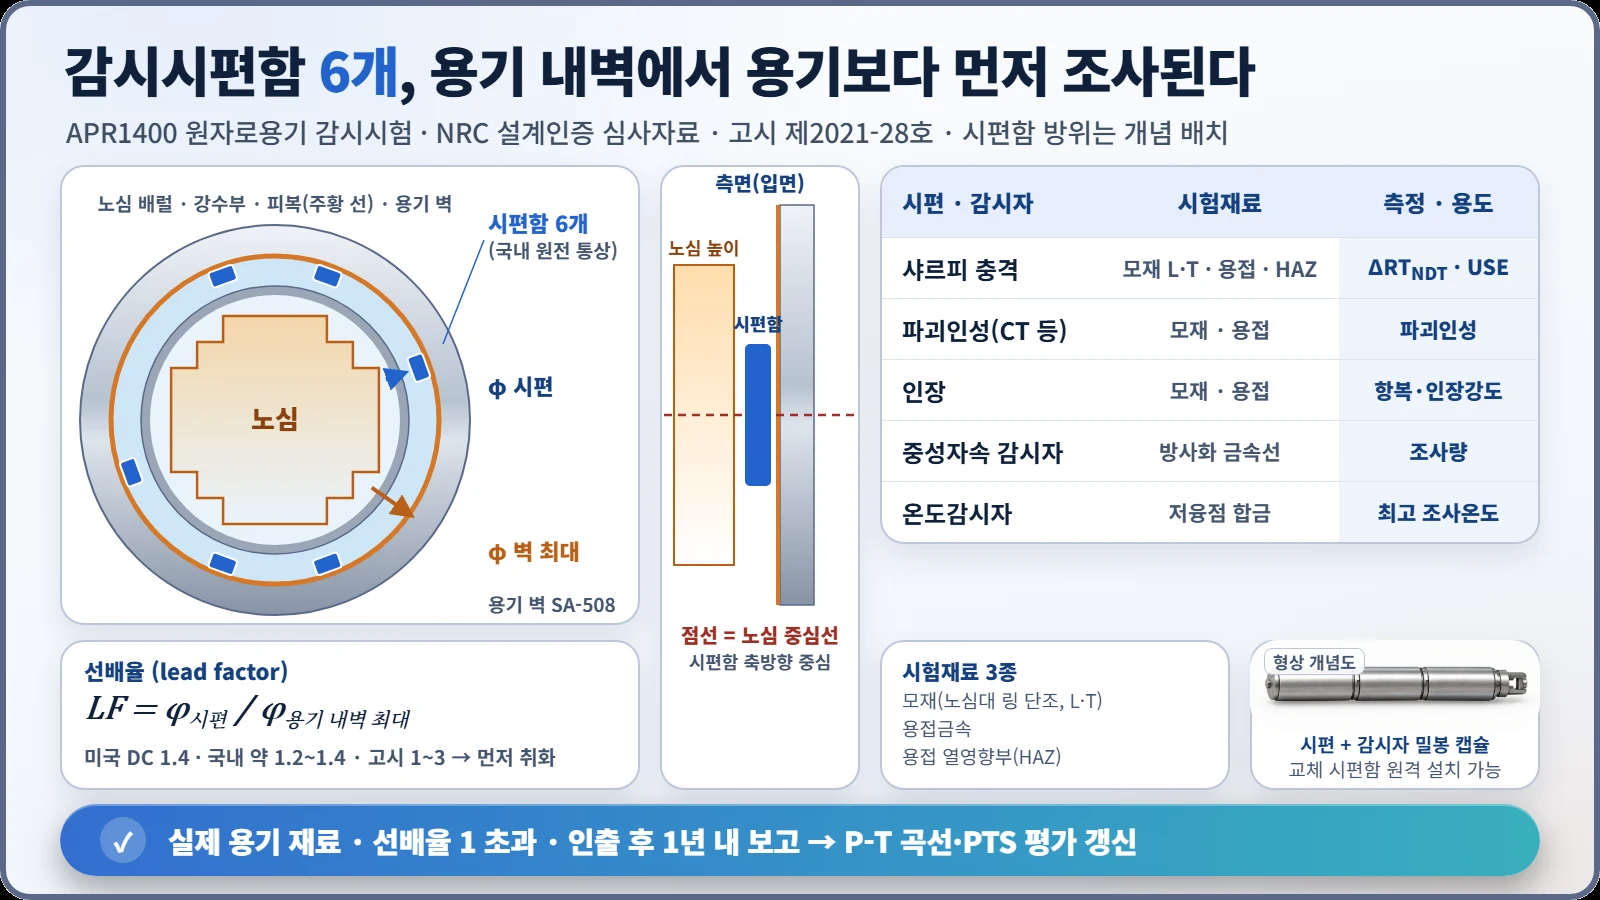 감시시편함 6개, 용기 내벽에서 용기보다 먼저 조사된다
APR1400 원자로용기 감시시험 · NRC 설계인증 심사자료 · 고시 제2021-28호 · 시편함 방위는 개념 배치
노심 배럴 · 강수부 · 피복(주황 선) · 용기 벽
시편함 6개
(국내 원전 통상)
노심
φ 시편
φ 벽 최대
용기 벽 SA-508
측면(입면)
노심 높이
시편함
점선 = 노심 중심선
시편함 축방향 중심
시편 · 감시자 시험재료 측정 · 용도
샤르피 충격 모재 L·T · 용접 · HAZ ΔRTNDT · USE
파괴인성(CT 등) 모재 · 용접 파괴인성
인장 모재 · 용접 항복·인장강도
중성자속 감시자 방사화 금속선 조사량
온도감시자 저융점 합금 최고 조사온도
선배율 (lead factor)
LF = φ시편 / φ용기 내벽 최대
미국 DC 1.4 · 국내 약 1.2~1.4 · 고시 1~3 → 먼저 취화
시험재료 3종
모재(노심대 링 단조, L·T)
용접금속
용접 열영향부(HAZ)
형상 개념도
시편 + 감시자 밀봉 캡슐
교체 시편함 원격 설치 가능
✓ 실제 용기 재료 · 선배율 1 초과 · 인출 후 1년 내 보고 → P-T 곡선·PTS 평가 갱신